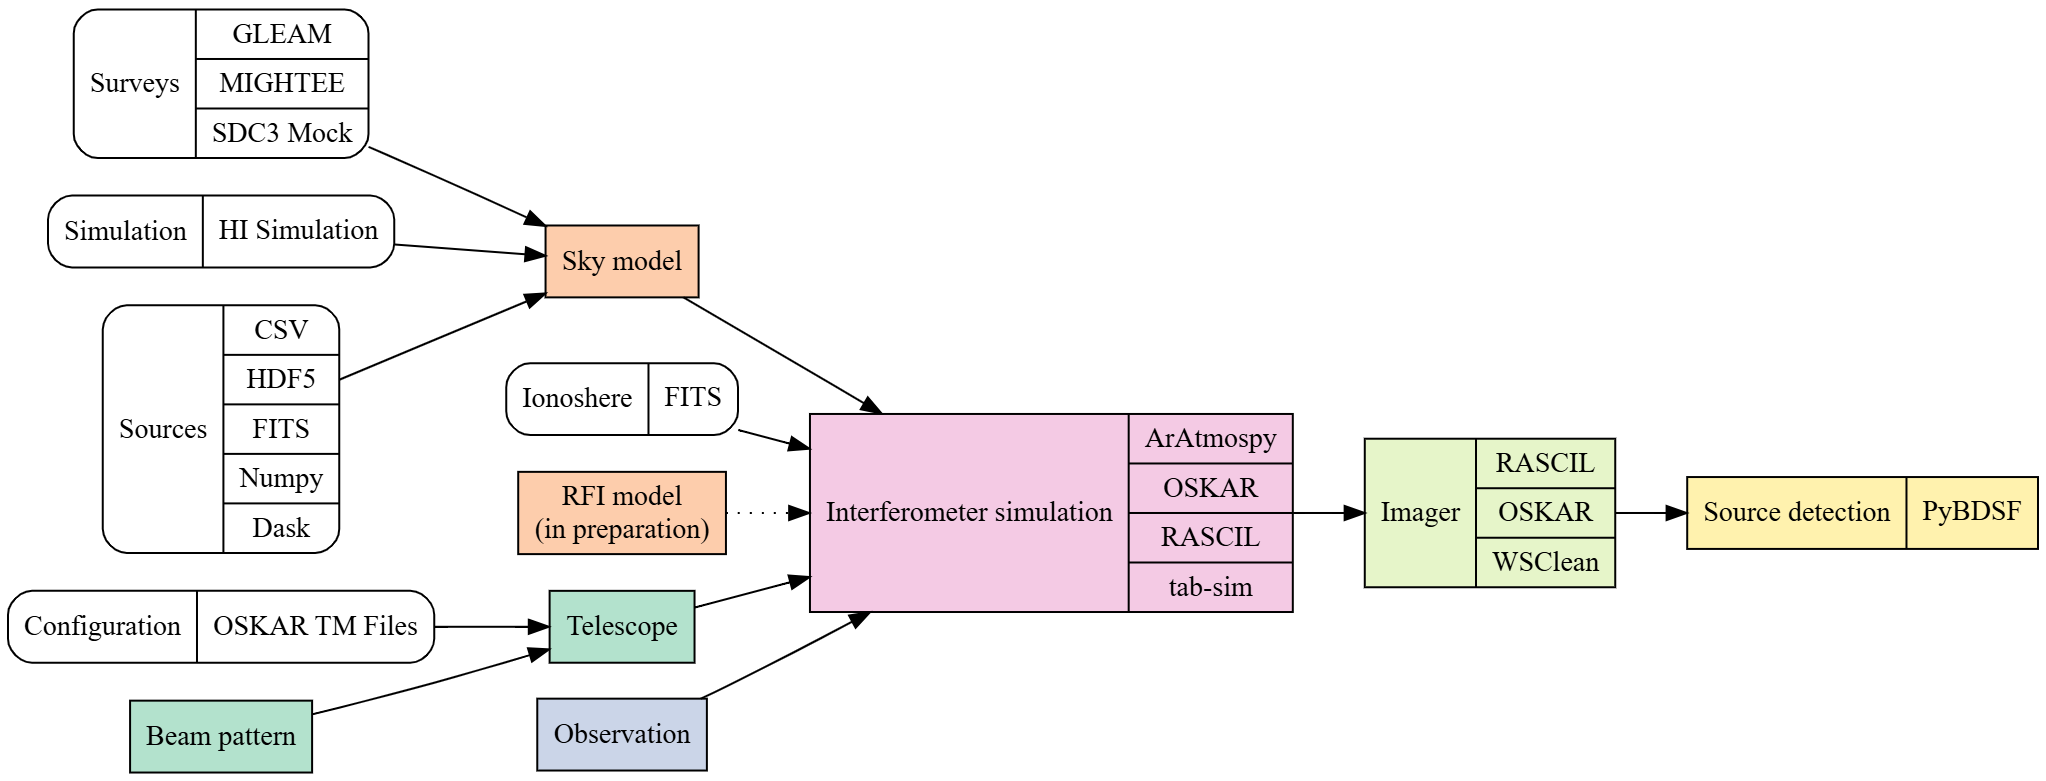 Surveys
GLEAM
MIGHTEE
SDC3 Mock
Simulation
HI Simulation
Sources
CSV
HDF5
FITS
Numpy
Dask
Configuration
OSKAR TM Files
Beam pattern
Sky model
Ionoshere
FITS
RFI model
(in preparation)
Telescope
Observation
Interferometer simulation
ArAtmospy
OSKAR
RASCIL
tab-sim
Imager
RASCIL
OSKAR
WSClean
Source detection
PyBDSF